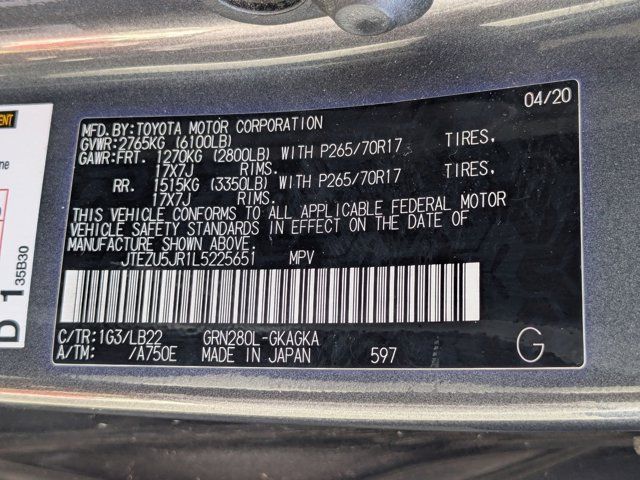 04/20
MFD. BY: TOYOTA MOTOR CORPORATION
GVWR: 2765KG (6100LB)
GAWR: FRT. 1270KG (2800LB) WITH P265/70R17 TIRES,
17X7J RIMS.
RR. 1515KG (3350LB) WITH P265/70R17 TIRES,
17X7J RIMS.
THIS VEHICLE CONFORMS TO ALL APPLICABLE FEDERAL MOTOR
VEHICLE SAFETY STANDARDS IN EFFECT ON THE DATE OF
MANUFACTURE SHOWN ABOVE.
JTEZU5JR1L5225651 MPV
C/TR: 1G3/LB22 GRN280L-GKAGKA
A/TM: /A750E MADE IN JAPAN 597 G
D 1
35B30